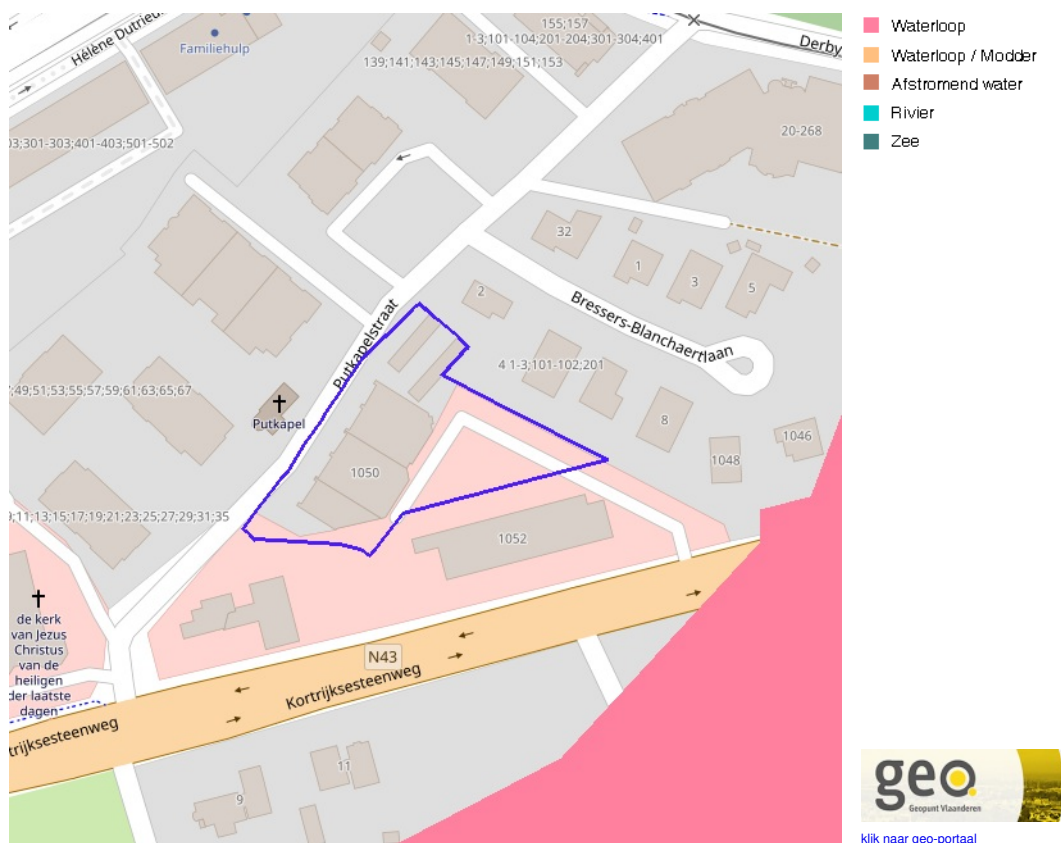 155;157
1-3;101-104;201-204;301-304;401
139;141;143;145;147;149;151;153
Hélène Dutrieu
Familiehulp
Derby
20-268
03;301-303;401-403;501-502
32
1
3
5
2
Bressers-Blanchaertlaan
Putkapelstraat
4 1-3;101-102;201
49;51;53;55;57;59;61;63;65;67
Putkapel
8
1046
1048
1050
11;13;15;17;19;21;23;25;27;29;31;35
1052
de kerk
van Jezus
Christus
van de
heiligen
der laatste
dagen
N43
Kortrijksesteenweg
trijksesteenweg
11
9
Waterloop
Waterloop / Modder
Afstromend water
Rivier
Zee
geo
Geopunt Vlaanderen
klik naar geo-portaal